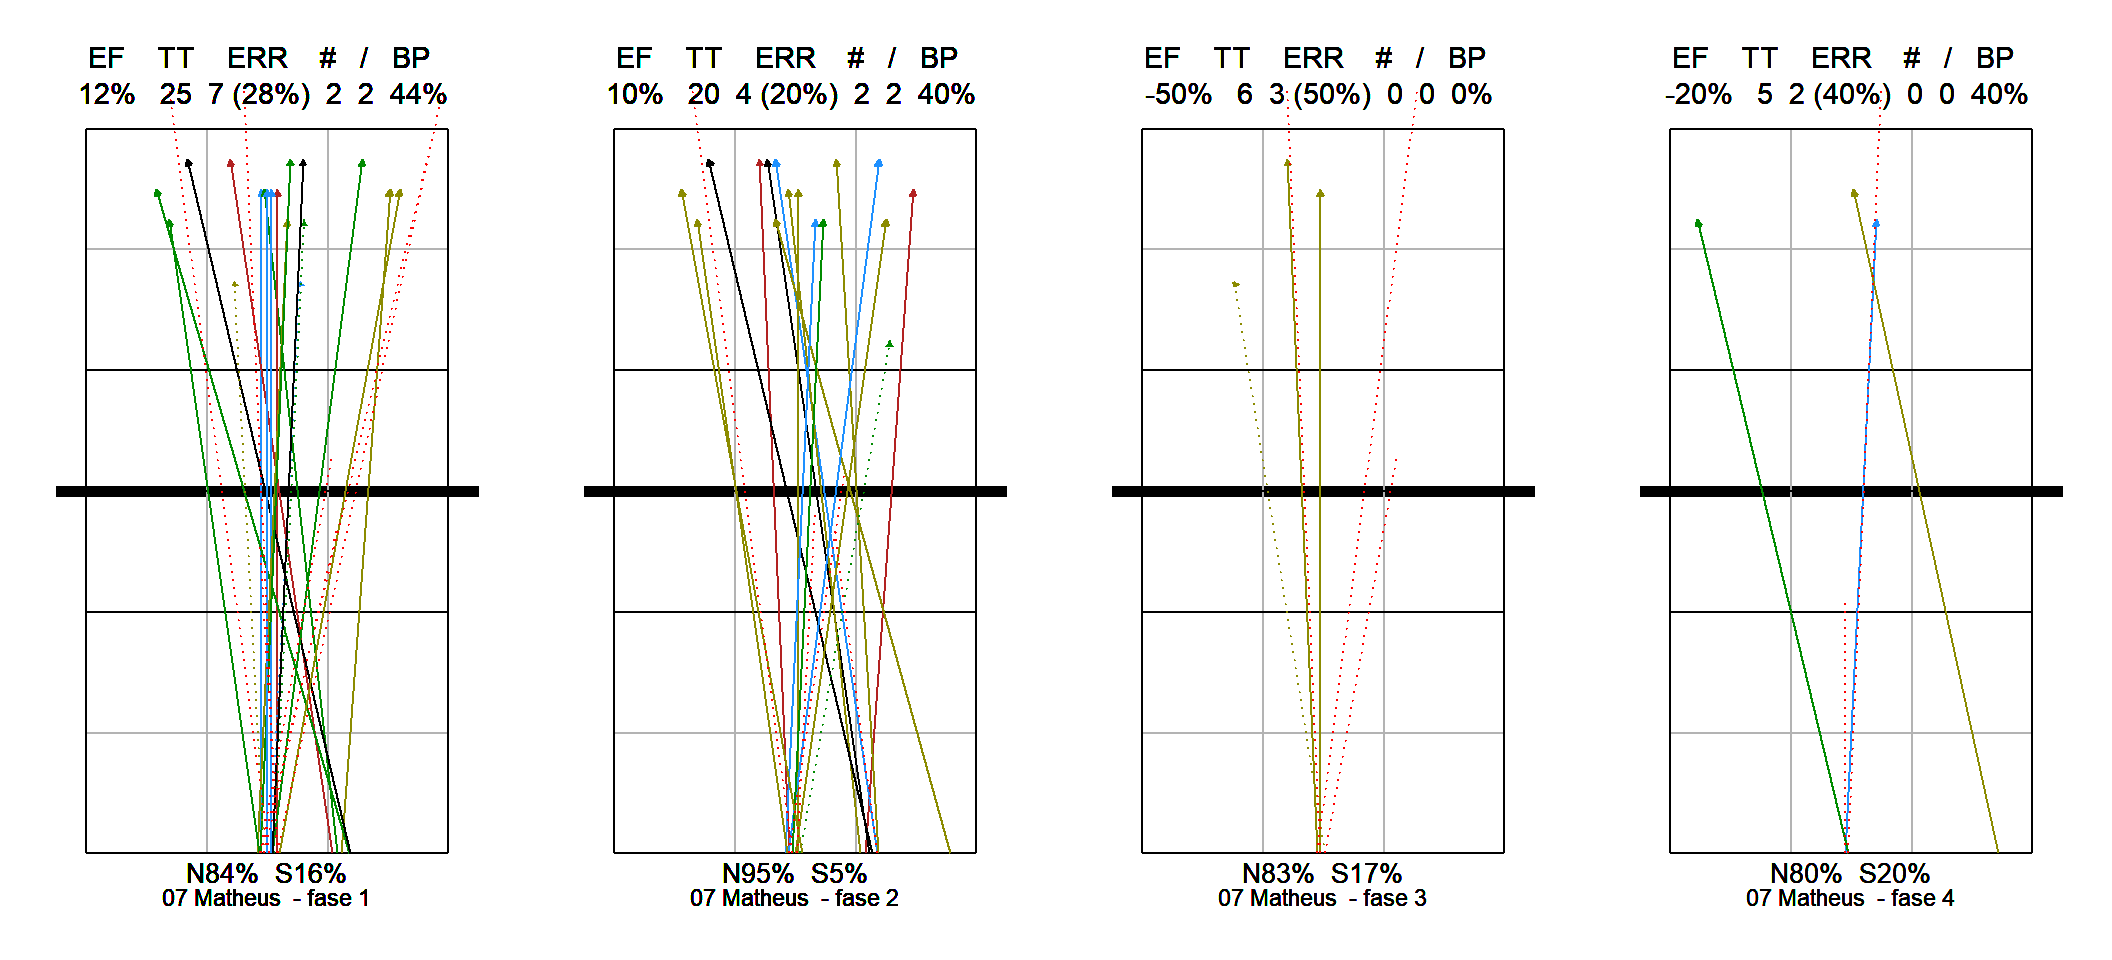 EF TT ERR # / BP
12% 25 7 (28%) 2 2 44%
N84% S16%
07 Matheus - fase 1
EF TT ERR # / BP
10% 20 4 (20%) 2 2 40%
N95% S5%
07 Matheus - fase 2
EF TT ERR # / BP
-50% 6 3 (50%) 0 0 0%
N83% S17%
07 Matheus - fase 3
EF TT ERR # / BP
-20% 5 2 (40%) 0 0 40%
N80% S20%
07 Matheus - fase 4